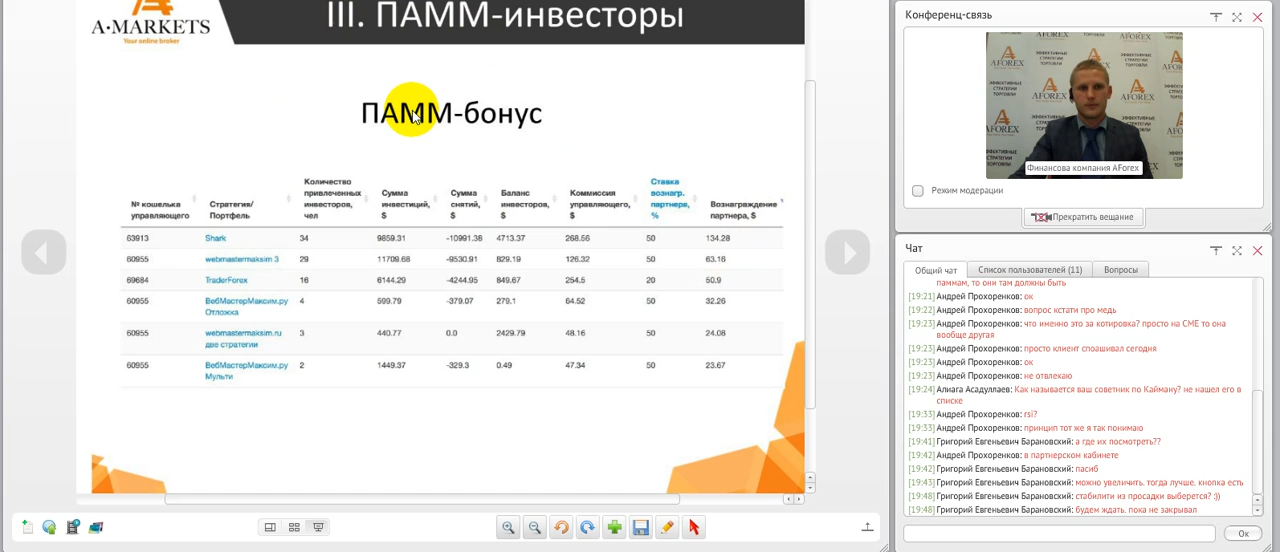 A·MARKETS
Your online broker
III. ПАММ-инвесторы
ПАММ-бонус
№ кошелька управляющего
Стратегия/ Портфель
Количество привлеченных инвесторов, чел
Сумма инвестиций, $
Сумма снятий, $
Баланс инвесторов, $
Комиссия управляющего, $
Ставка вознагр. партнера, %
Вознаграждение партнера, $
63913 Shark 34 9859.31 -10991.38 4713.37 268.56 50 134.28
60955 webmastermaksim 3 29 11709.68 -9530.91 829.19 126.32 50 63.16
69684 TraderForex 16 6144.29 -4244.95 849.67 254.5 20 50.9
60955 ВебМастерМаксим.ру Отложка 4 599.79 -379.07 279.1 64.52 50 32.26
60955 webmastermaksim.ru две стратегии 3 440.77 0.0 2429.79 48.16 50 24.08
60955 ВебМастерМаксим.ру Мульти 2 1449.37 -329.3 0.49 47.34 50 23.67
Конференц-связь
AFOREX
ЭФФЕКТИВНЫЕ СТРАТЕГИИ ТОРГОВЛИ
Финансова компания AForex
Режим модерации
Прекратить вещание
Чат
Общий чат
Список пользователей (11)
Вопросы
паммам, то они там должны быть
[19:21] Андрей Прохоренков: ок
[19:22] Андрей Прохоренков: вопрос кстати про медь
[19:23] Андрей Прохоренков: что именно это за котировка? просто на СМЕ то она
вообще другая
[19:23] Андрей Прохоренков: просто клиент спрашивал сегодня
[19:23] Андрей Прохоренков: ок
[19:23] Андрей Прохоренков: не отвлекаю
[19:24] Алиага Асадуллаев: Как называется ваш советник по Кайману? не нашел его в
списке
[19:33] Андрей Прохоренков: rsi?
[19:33] Андрей Прохоренков: принцип тот же я так понимаю
[19:41] Григорий Евгеньевич Барановский: а где их посмотреть??
[19:42] Андрей Прохоренков: в партнерском кабинете
[19:42] Григорий Евгеньевич Барановский: пасиб
[19:43] Григорий Евгеньевич Барановский: можно увеличить. тогда лучше. кнопка есть
[19:48] Григорий Евгеньевич Барановский: стабилити из просадки выберется? :))
[19:48] Григорий Евгеньевич Барановский: будем ждать. пока не закрывал
Ок